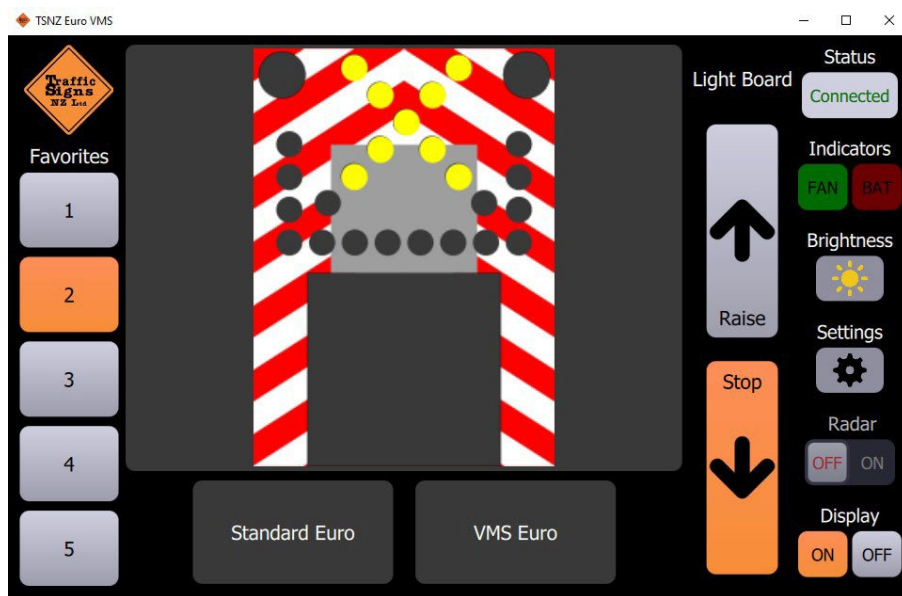 TSNZ Euro VMS
Traffic
Signs
NZ Ltd
Favorites
1
2
3
4
5
Standard Euro
VMS Euro
Light Board
Raise
Stop
Status
Connected
Indicators
FAN BAT
Brightness
Settings
Radar
OFF ON
Display
ON OFF